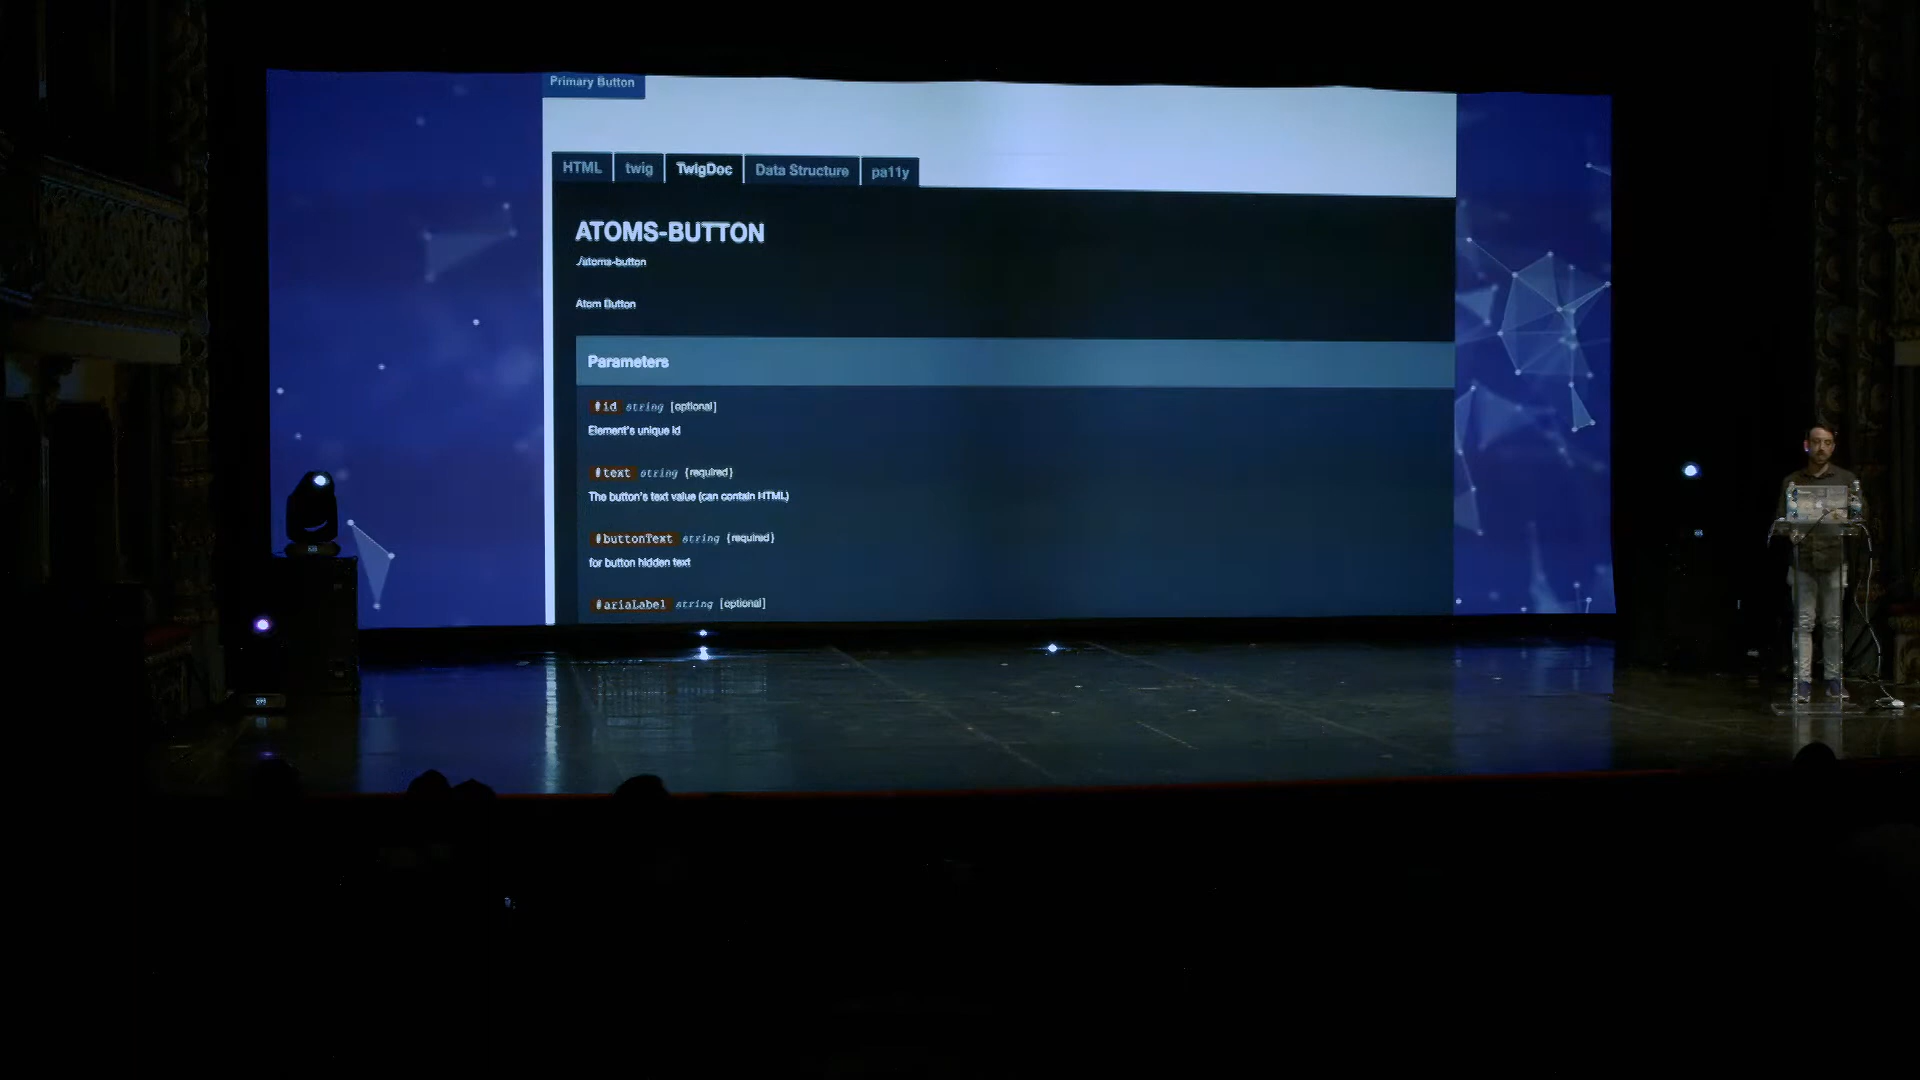 Primary Button
HTML twig TwigDoc Data Structure pa11y
ATOMS-BUTTON
./atoms-button
Atom Button
Parameters
#id string [optional]
Element's unique id
#text string {required}
The button's text value (can contain HTML)
#buttonText string {required}
for button hidden text
#ariaLabel string [optional]